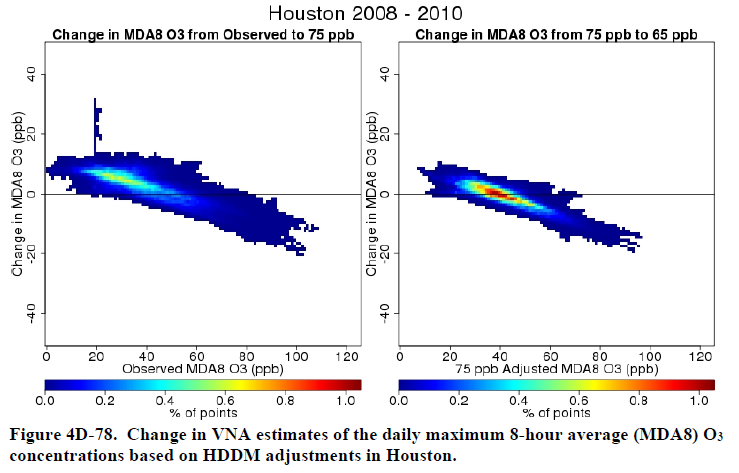 Houston 2008 - 2010
Change in MDA8 O3 from Observed to 75 ppb
Change in MDA8 O3 (ppb)
40
20
0
-20
-40
0 20 40 60 80 100 120
Observed MDA8 O3 (ppb)
0.0 0.2 0.4 0.6 0.8 1.0
% of points
Change in MDA8 O3 from 75 ppb to 65 ppb
Change in MDA8 O3 (ppb)
40
20
0
-20
-40
0 20 40 60 80 100 120
75 ppb Adjusted MDA8 O3 (ppb)
0.0 0.2 0.4 0.6 0.8 1.0
% of points
Figure 4D-78. Change in VNA estimates of the daily maximum 8-hour average (MDA8) O3
concentrations based on HDDM adjustments in Houston.